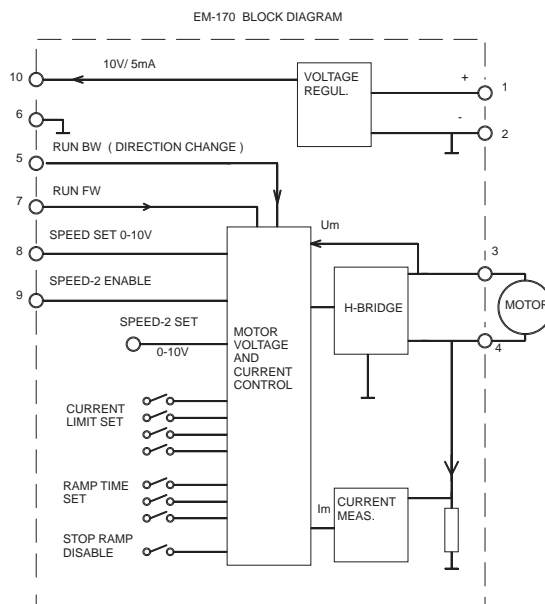 EM-170 BLOCK DIAGRAM
10
10V/ 5mA
VOLTAGE
REGUL.
+
1
6
-
2
5
RUN BW ( DIRECTION CHANGE )
7
RUN FW
Um
8
SPEED SET 0-10V
3
9
SPEED-2 ENABLE
H-BRIDGE
MOTOR
SPEED-2 SET
0-10V
MOTOR
VOLTAGE
AND
CURRENT
CONTROL
4
CURRENT
LIMIT SET
RAMP TIME
SET
Im
CURRENT
MEAS.
STOP RAMP
DISABLE